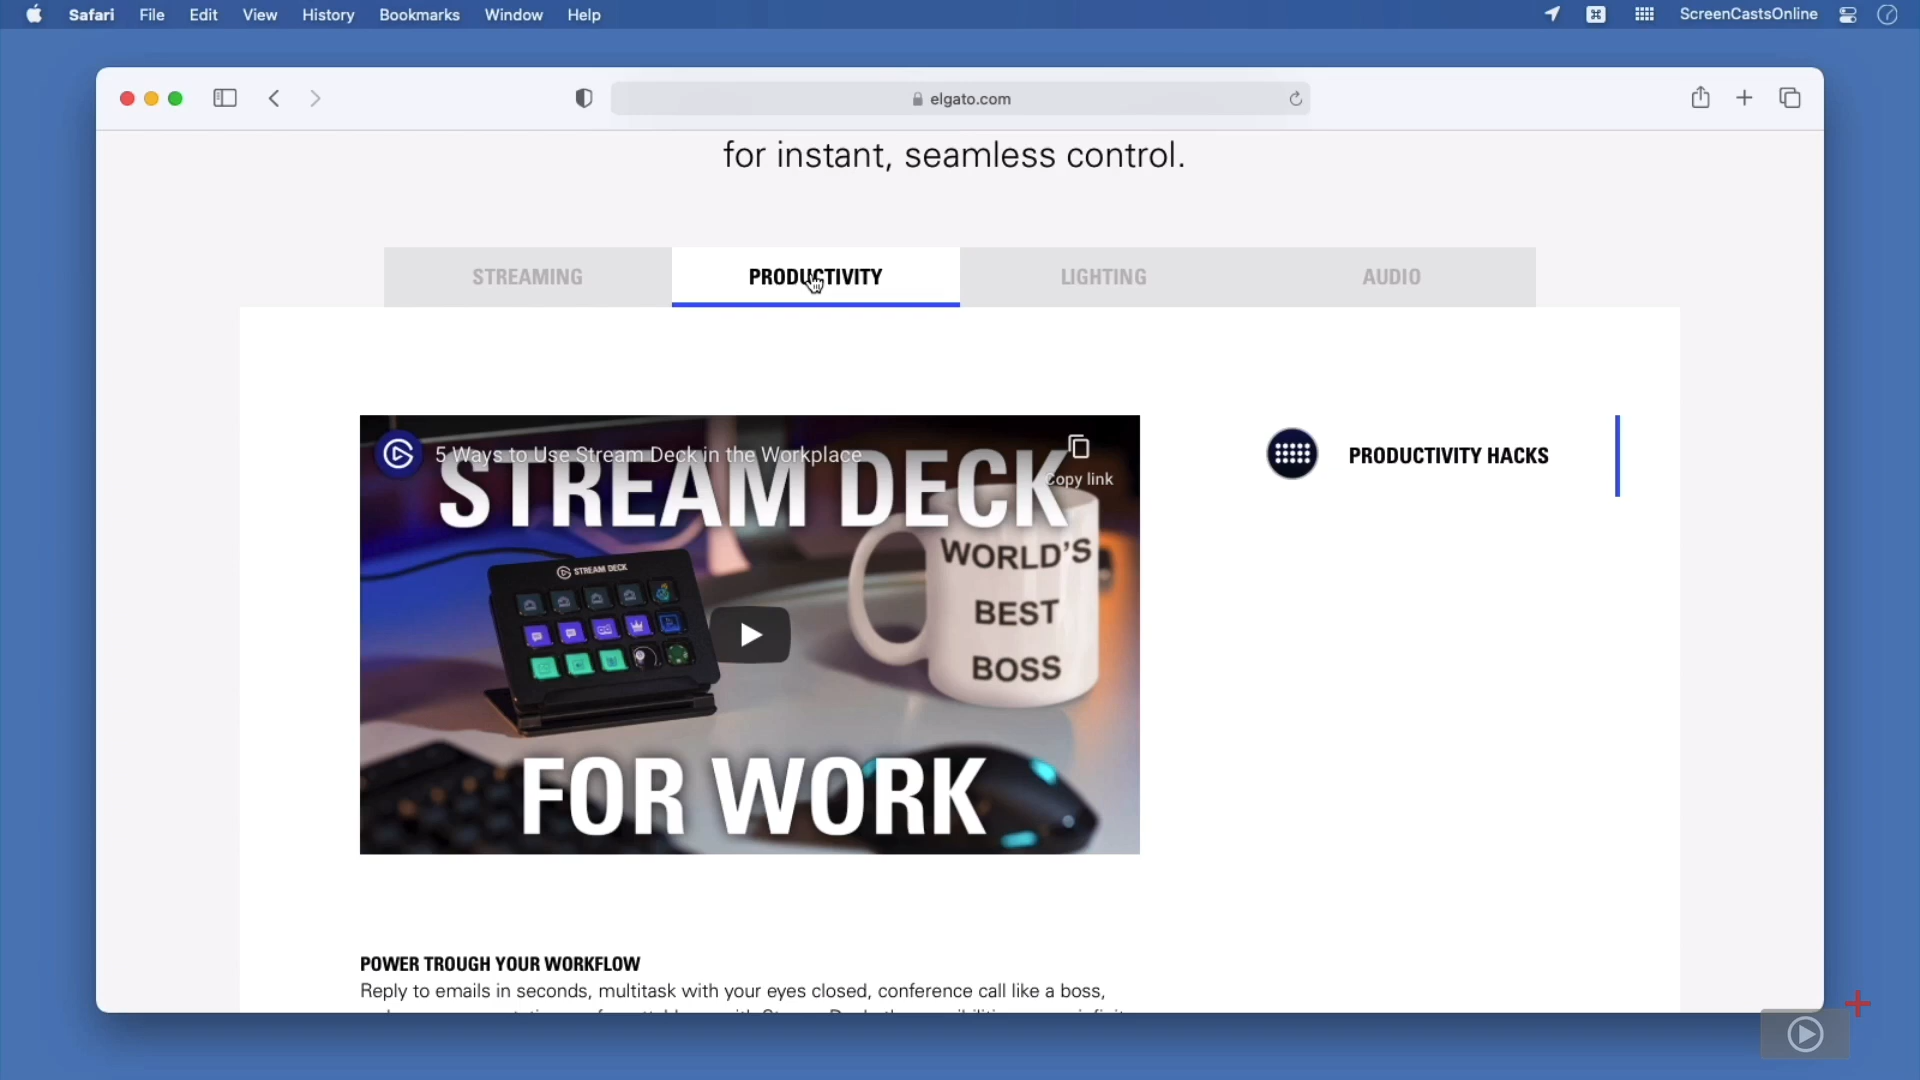 Safari File Edit View History Bookmarks Window Help ScreenCastsOnline
elgato.com
for instant, seamless control.
STREAMING PRODUCTIVITY LIGHTING AUDIO
5 Ways to Use Stream Deck in the Workplace
Copy link
STREAM DECK
STREAM DECK
WORLD'S
BEST
BOSS
FOR WORK
PRODUCTIVITY HACKS
POWER TROUGH YOUR WORKFLOW
Reply to emails in seconds, multitask with your eyes closed, conference call like a boss,